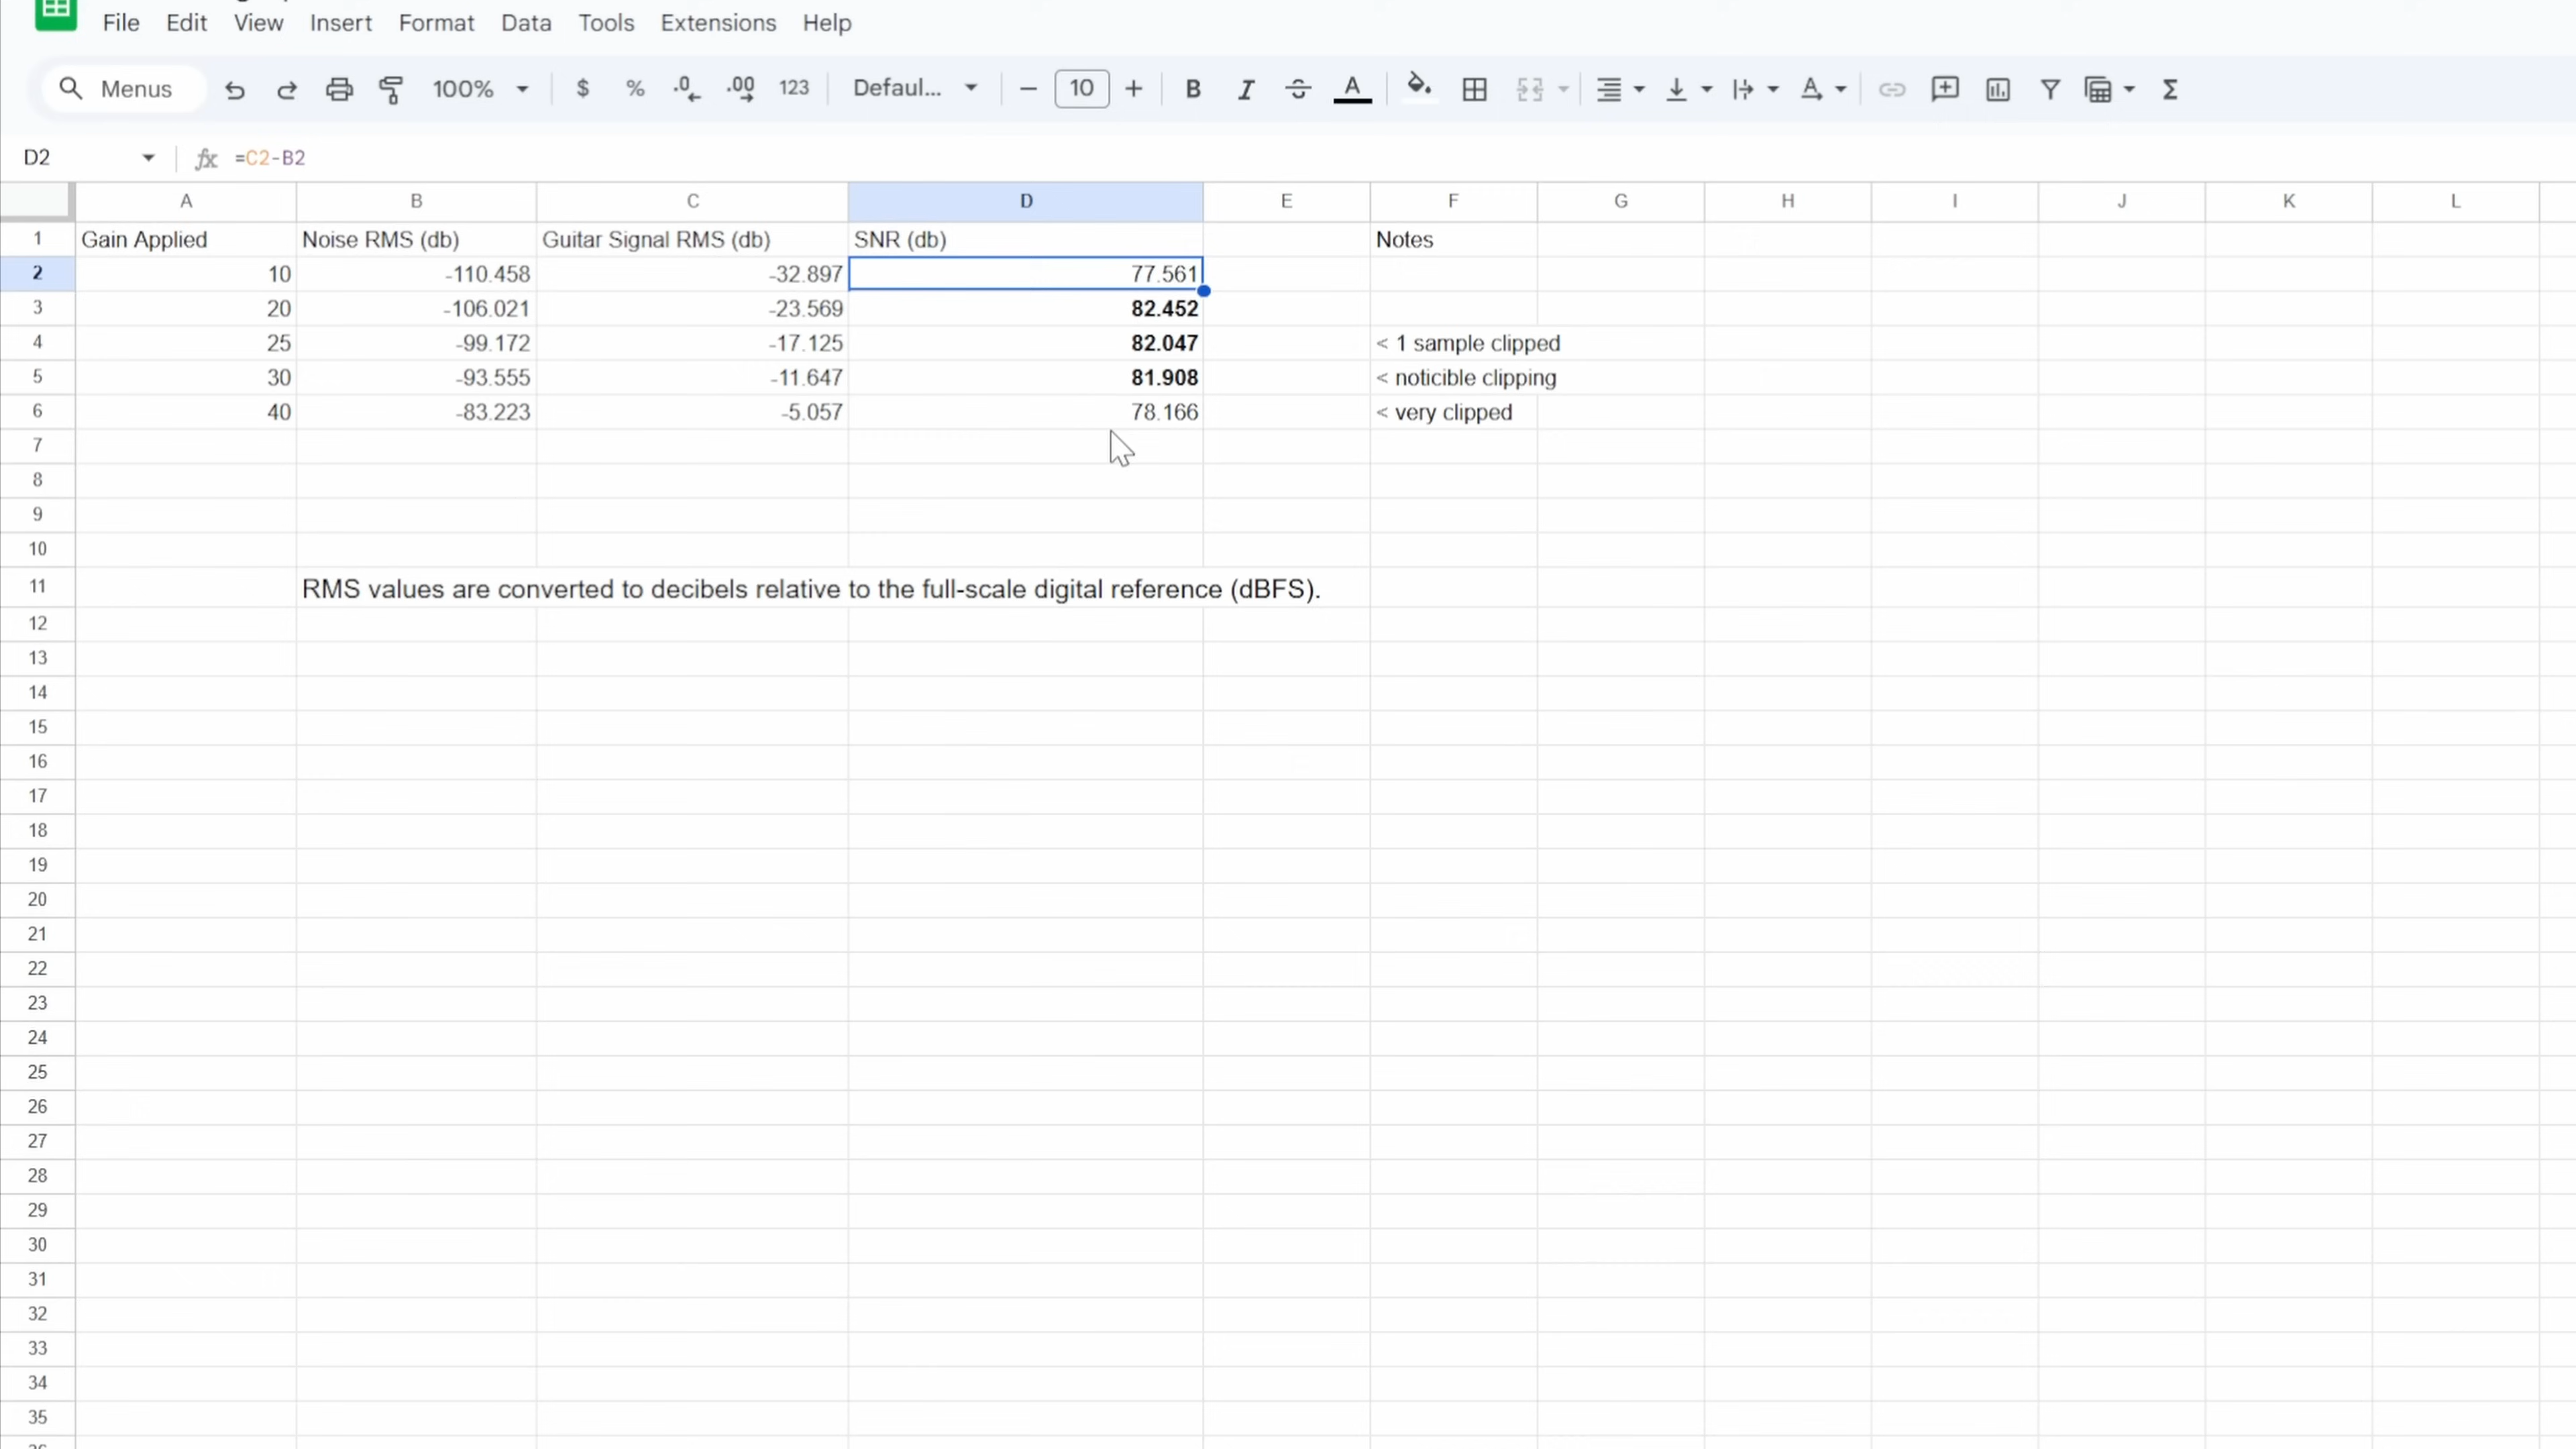 File Edit View Insert Format Data Tools Extensions Help
Menus 100% $ % .0 .00 123 Defaul... 10 B I S A
D2 fx =C2-B2
A B C D E F G H I J K L
1 Gain Applied Noise RMS (db) Guitar Signal RMS (db) SNR (db) Notes
2 10 -110.458 -32.897 77.561
3 20 -106.021 -23.569 82.452
4 25 -99.172 -17.125 82.047 < 1 sample clipped
5 30 -93.555 -11.647 81.908 < noticible clipping
6 40 -83.223 -5.057 78.166 < very clipped
7
8
9
10
11 RMS values are converted to decibels relative to the full-scale digital reference (dBFS).
12
13
14
15
16
17
18
19
20
21
22
23
24
25
26
27
28
29
30
31
32
33
34
35